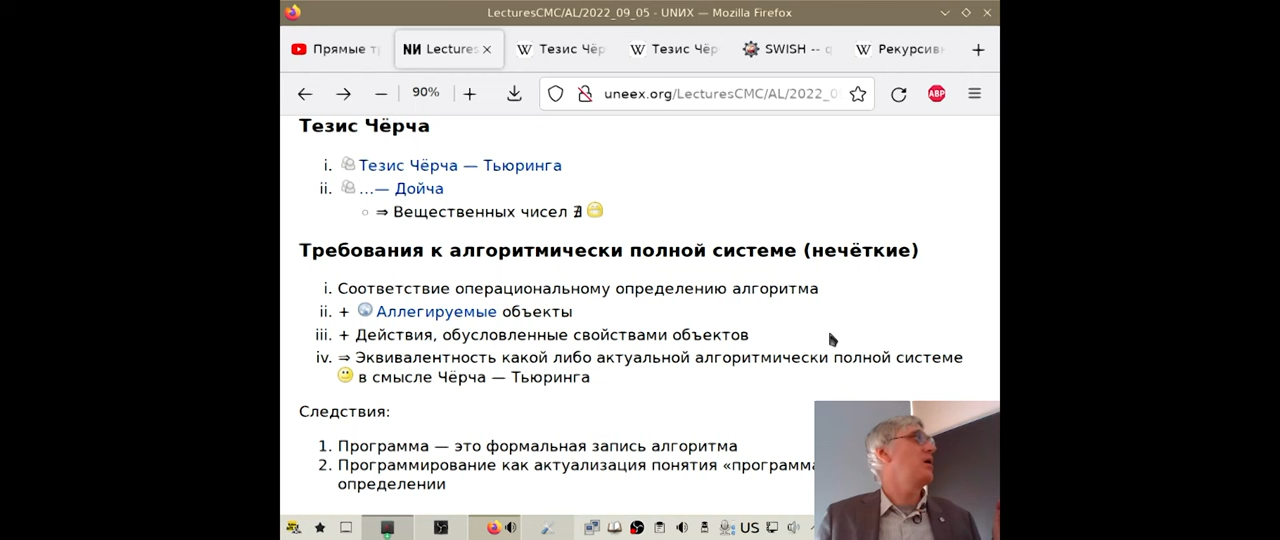 LecturesCMC/AL/2022_09_05 - UNИX — Mozilla Firefox
Прямые
NИ Lectures
W Тезис Чёр
W Тезис Чёр
SWISH --
W Рекурсив
90%
uneex.org/LecturesCMC/AL/2022_0
ABP
Тезис Чёрча
i. Тезис Чёрча — Тьюринга
ii. …— Дойча
⇒ Вещественных чисел ∄
Требования к алгоритмически полной системе (нечёткие)
i. Соответствие операциональному определению алгоритма
ii. + Аллегируемые объекты
iii. + Действия, обусловленные свойствами объектов
iv. ⇒ Эквивалентность какой либо актуальной алгоритмически полной системе
в смысле Чёрча — Тьюринга
Следствия:
1. Программа — это формальная запись алгоритма
2. Программирование как актуализация понятия «программа
определении
US